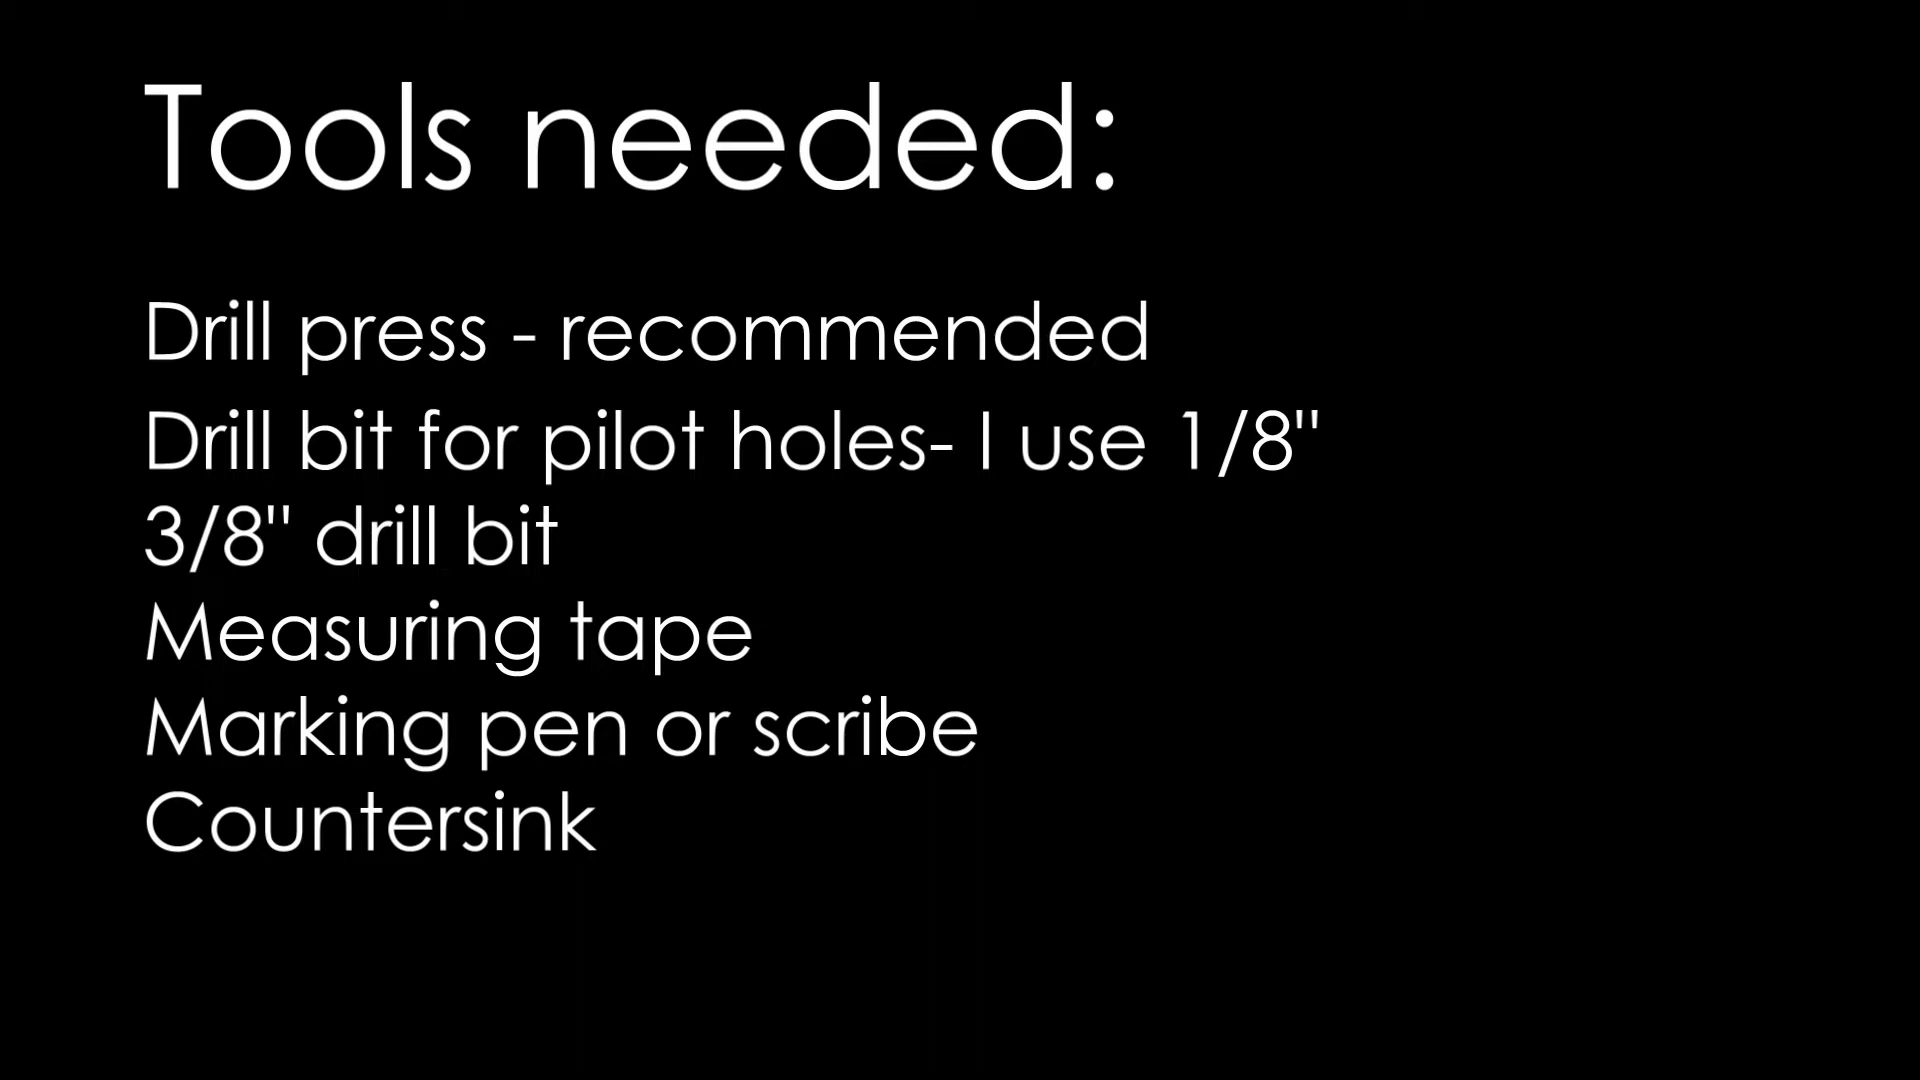 Tools needed:
Drill press - recommended
Drill bit for pilot holes- I use 1/8"
3/8" drill bit
Measuring tape
Marking pen or scribe
Countersink